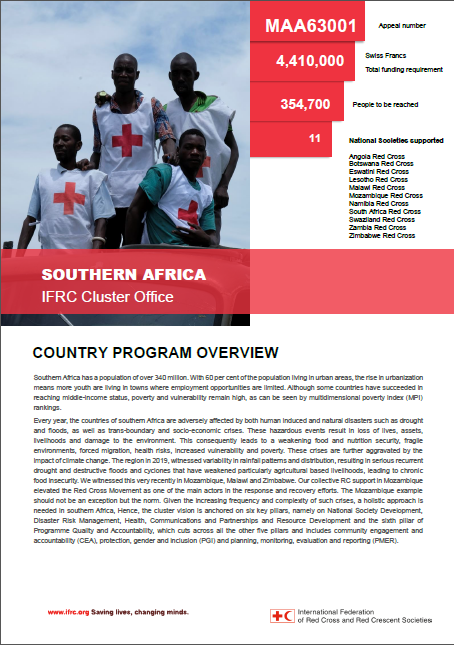 MAA63001
Appeal number
4,410,000
Swiss Francs
Total funding requirement
354,700
People to be reached
11
National Societies supported
Angola Red Cross
Botswana Red Cross
Eswatini Red Cross
Lesotho Red Cross
Malawi Red Cross
Mozambique Red Cross
Namibia Red Cross
South Africa Red Cross
Swaziland Red Cross
Zambia Red Cross
Zimbabwe Red Cross
SOUTHERN AFRICA
IFRC Cluster Office
COUNTRY PROGRAM OVERVIEW
Southern Africa has a population of over 340 million. With 60 per cent of the population living in urban areas, the rise in urbanization
means more youth are living in towns where employment opportunities are limited. Although some countries have succeeded in
reaching middle-income status, poverty and vulnerability remain high, as can be seen by multidimensional poverty index (MPI)
rankings.
Every year, the countries of southern Africa are adversely affected by both human induced and natural disasters such as drought
and floods, as well as trans-boundary and socio-economic crises. These hazardous events result in loss of lives, assets,
livelihoods and damage to the environment. This consequently leads to a weakening food and nutrition security, fragile
environments, forced migration, health risks, increased vulnerability and poverty. These crises are further aggravated by the
impact of climate change. The region in 2019, witnessed variability in rainfall patterns and distribution, resulting in serious recurrent
drought and destructive floods and cyclones that have weakened particularly agricultural based livelihoods, leading to chronic
food insecurity. We witnessed this very recently in Mozambique, Malawi and Zimbabwe. Our collective RC support in Mozambique
elevated the Red Cross Movement as one of the main actors in the response and recovery efforts. The Mozambique example
should not be an exception but the norm. Given the increasing frequency and complexity of such crises, a holistic approach is
needed in southern Africa, Hence, the cluster vision is anchored on six key pillars, namely on National Society Development,
Disaster Risk Management, Health, Communications and Partnerships and Resource Development and the sixth pillar of
Programme Quality and Accountability, which cuts across all the other five pillars and includes community engagement and
accountability (CEA), protection, gender and inclusion (PGI) and planning, monitoring, evaluation and reporting (PMER).
www.ifrc.org Saving lives, changing minds.
International Federation
of Red Cross and Red Crescent Societies